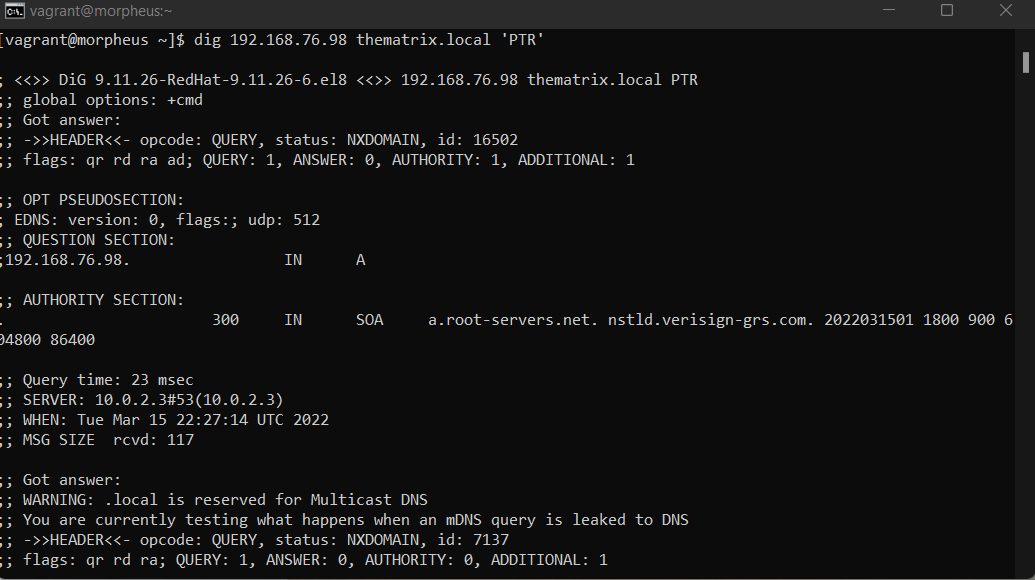 vagrant@morpheus:~
[vagrant@morpheus ~]$ dig 192.168.76.98 thematrix.local 'PTR'
; <<>> DiG 9.11.26-RedHat-9.11.26-6.el8 <<>> 192.168.76.98 thematrix.local PTR
;; global options: +cmd
;; Got answer:
;; ->>HEADER<<- opcode: QUERY, status: NXDOMAIN, id: 16502
;; flags: qr rd ra ad; QUERY: 1, ANSWER: 0, AUTHORITY: 1, ADDITIONAL: 1
;; OPT PSEUDOSECTION:
; EDNS: version: 0, flags:; udp: 512
;; QUESTION SECTION:
;192.168.76.98. IN A
;; AUTHORITY SECTION:
. 300 IN SOA a.root-servers.net. nstld.verisign-grs.com. 2022031501 1800 900 6
04800 86400
;; Query time: 23 msec
;; SERVER: 10.0.2.3#53(10.0.2.3)
;; WHEN: Tue Mar 15 22:27:14 UTC 2022
;; MSG SIZE rcvd: 117
;; Got answer:
;; WARNING: .local is reserved for Multicast DNS
;; You are currently testing what happens when an mDNS query is leaked to DNS
;; ->>HEADER<<- opcode: QUERY, status: NXDOMAIN, id: 7137
;; flags: qr rd ra; QUERY: 1, ANSWER: 0, AUTHORITY: 0, ADDITIONAL: 1